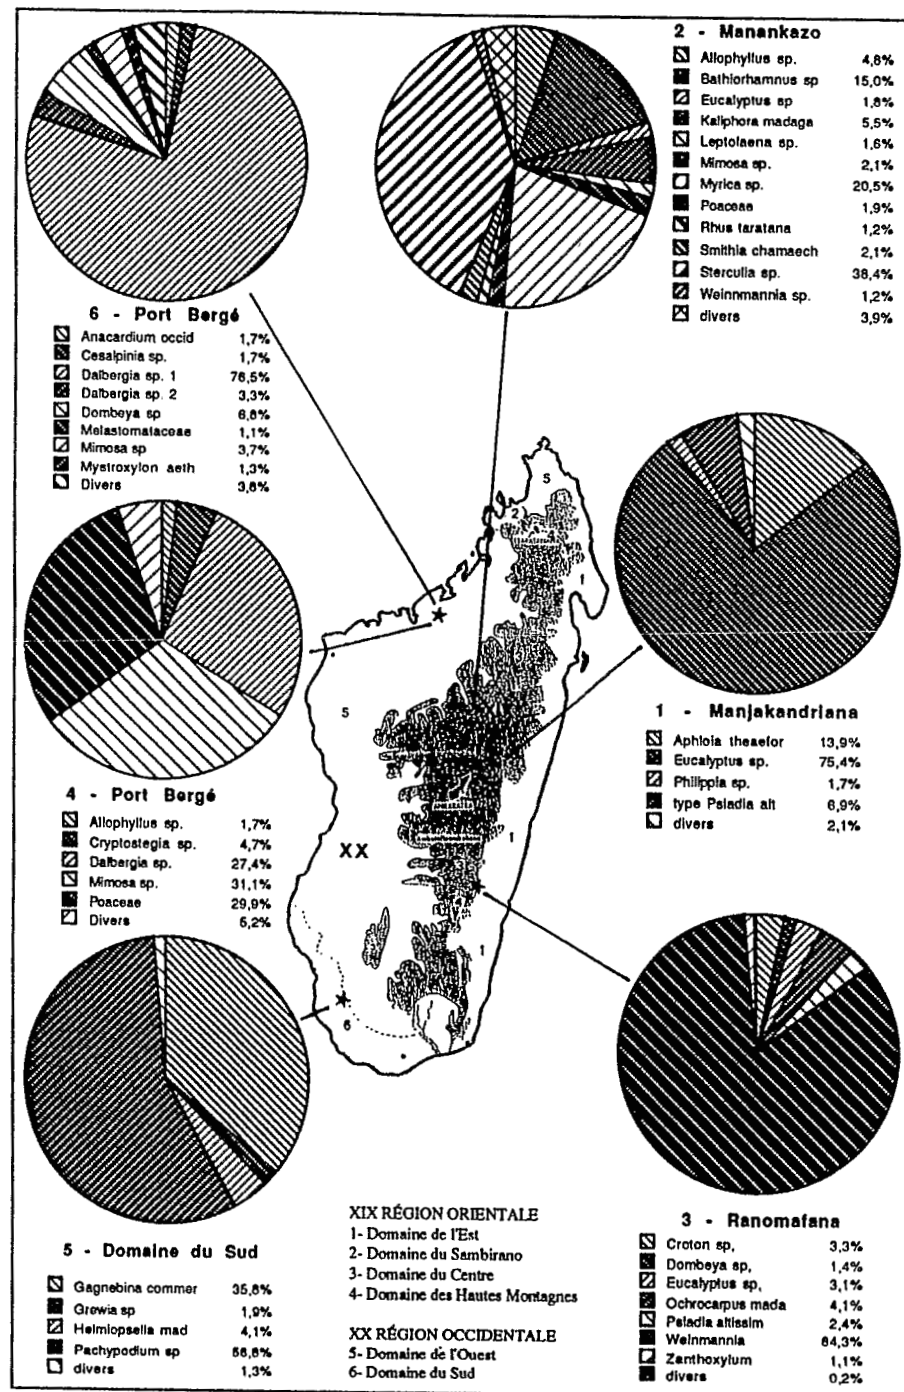 2 - Manankazo
Allophyllus sp. 4,8%
Bathiorhamnus sp 15,0%
Eucalyptus sp 1,8%
Kaliphora madaga 5,5%
Leptolaena sp. 1,6%
Mimosa sp. 2,1%
Myrica sp. 20,5%
Poaceae 1,9%
Rhus taratana 1,2%
Smithia chamaech 2,1%
Sterculia sp. 38,4%
Weinnmannia sp. 1,2%
divers 3,9%
6 - Port Bergé
Anacardium occid 1,7%
Cesalpinia sp. 1,7%
Dalbergia sp. 1 76,5%
Dalbergia sp. 2 3,3%
Dombeya sp 6,8%
Melastomataceae 1,1%
Mimosa sp 3,7%
Mystroxylon aeth 1,3%
Divers 3,8%
S
2
1
S
1 - Manjakandriana
Aphloia theaefor 13,9%
Eucalyptus sp. 75,4%
Philippia sp. 1,7%
type Psiadia alt 6,9%
divers 2,1%
4 - Port Bergé
Allophyllus sp. 1,7%
Cryptostegia sp. 4,7%
Dalbergia sp. 27,4%
Mimosa sp. 31,1%
Poaceae 29,9%
Divers 5,2%
1
XX
1
6
5 - Domaine du Sud
Gagnebina commer 35,8%
Grewia sp 1,9%
Helmiopsella mad 4,1%
Pachypodium sp 56,8%
divers 1,3%
XIX RÉGION ORIENTALE
1- Domaine de l'Est
2- Domaine du Sambirano
3- Domaine du Centre
4- Domaine des Hautes Montagnes
XX RÉGION OCCIDENTALE
5- Domaine de l'Ouest
6- Domaine du Sud
3 - Ranomafana
Croton sp, 3,3%
Dombeya sp, 1,4%
Eucalyptus sp, 3,1%
Ochrocarpus mada 4,1%
Psiadia altissim 2,4%
Weinmannia 84,3%
Zanthoxylum 1,1%
divers 0,2%